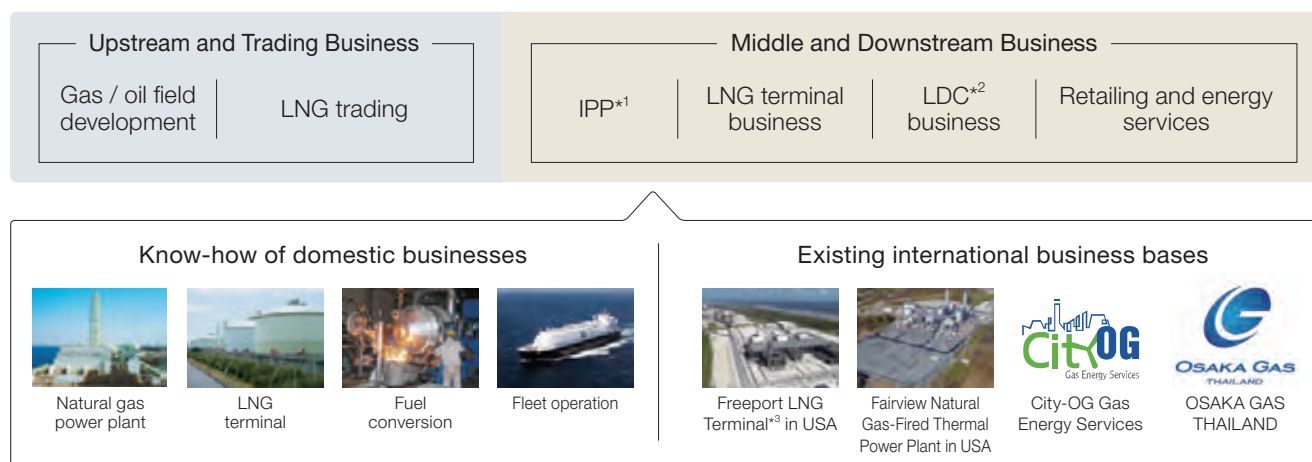 Upstream and Trading Business
Gas / oil field
development
LNG trading
Middle and Downstream Business
IPP*1
LNG terminal
business
LDC*2
business
Retailing and energy
services
Know-how of domestic businesses
Natural gas
power plant
LNG
terminal
Fuel
conversion
Fleet operation
Existing international business bases
Freeport LNG
Terminal*3 in USA
Fairview Natural
Gas-Fired Thermal
Power Plant in USA
City OG
Gas Energy Services
City-OG Gas
Energy Services
OSAKA GAS
THAILAND
OSAKA GAS
THAILAND